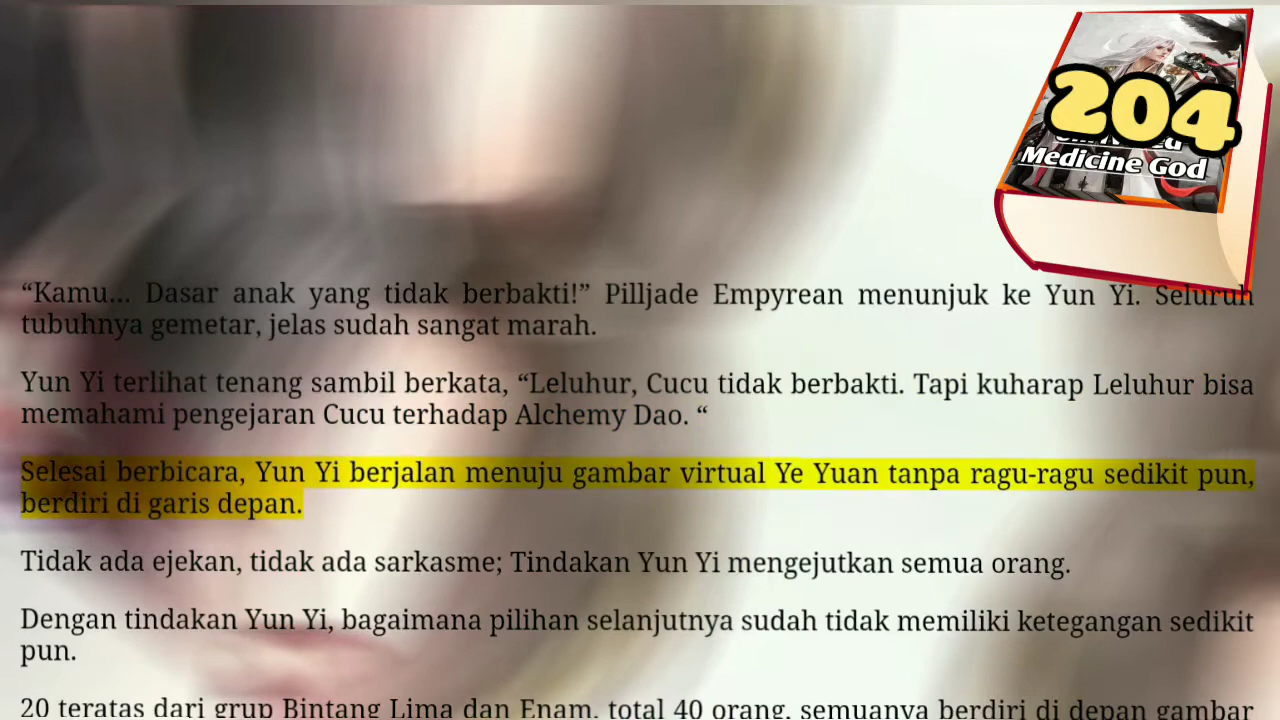 204
Medicine God
“Kamu... Dasar anak yang tidak berbakti!” Pilljade Empyrean menunjuk ke Yun Yi. Seluruh
tubuhnya gemetar, jelas sudah sangat marah.
Yun Yi terlihat tenang sambil berkata, “Leluhur, Cucu tidak berbakti. Tapi kuharap Leluhur bisa
memahami pengejaran Cucu terhadap Alchemy Dao. “
Selesai berbicara, Yun Yi berjalan menuju gambar virtual Ye Yuan tanpa ragu-ragu sedikit pun,
berdiri di garis depan.
Tidak ada ejekan, tidak ada sarkasme; Tindakan Yun Yi mengejutkan semua orang.
Dengan tindakan Yun Yi, bagaimana pilihan selanjutnya sudah tidak memiliki ketegangan sedikit
pun.
20 teratas dari grup Bintang Lima dan Enam, total 40 orang, semuanya berdiri di depan gambar